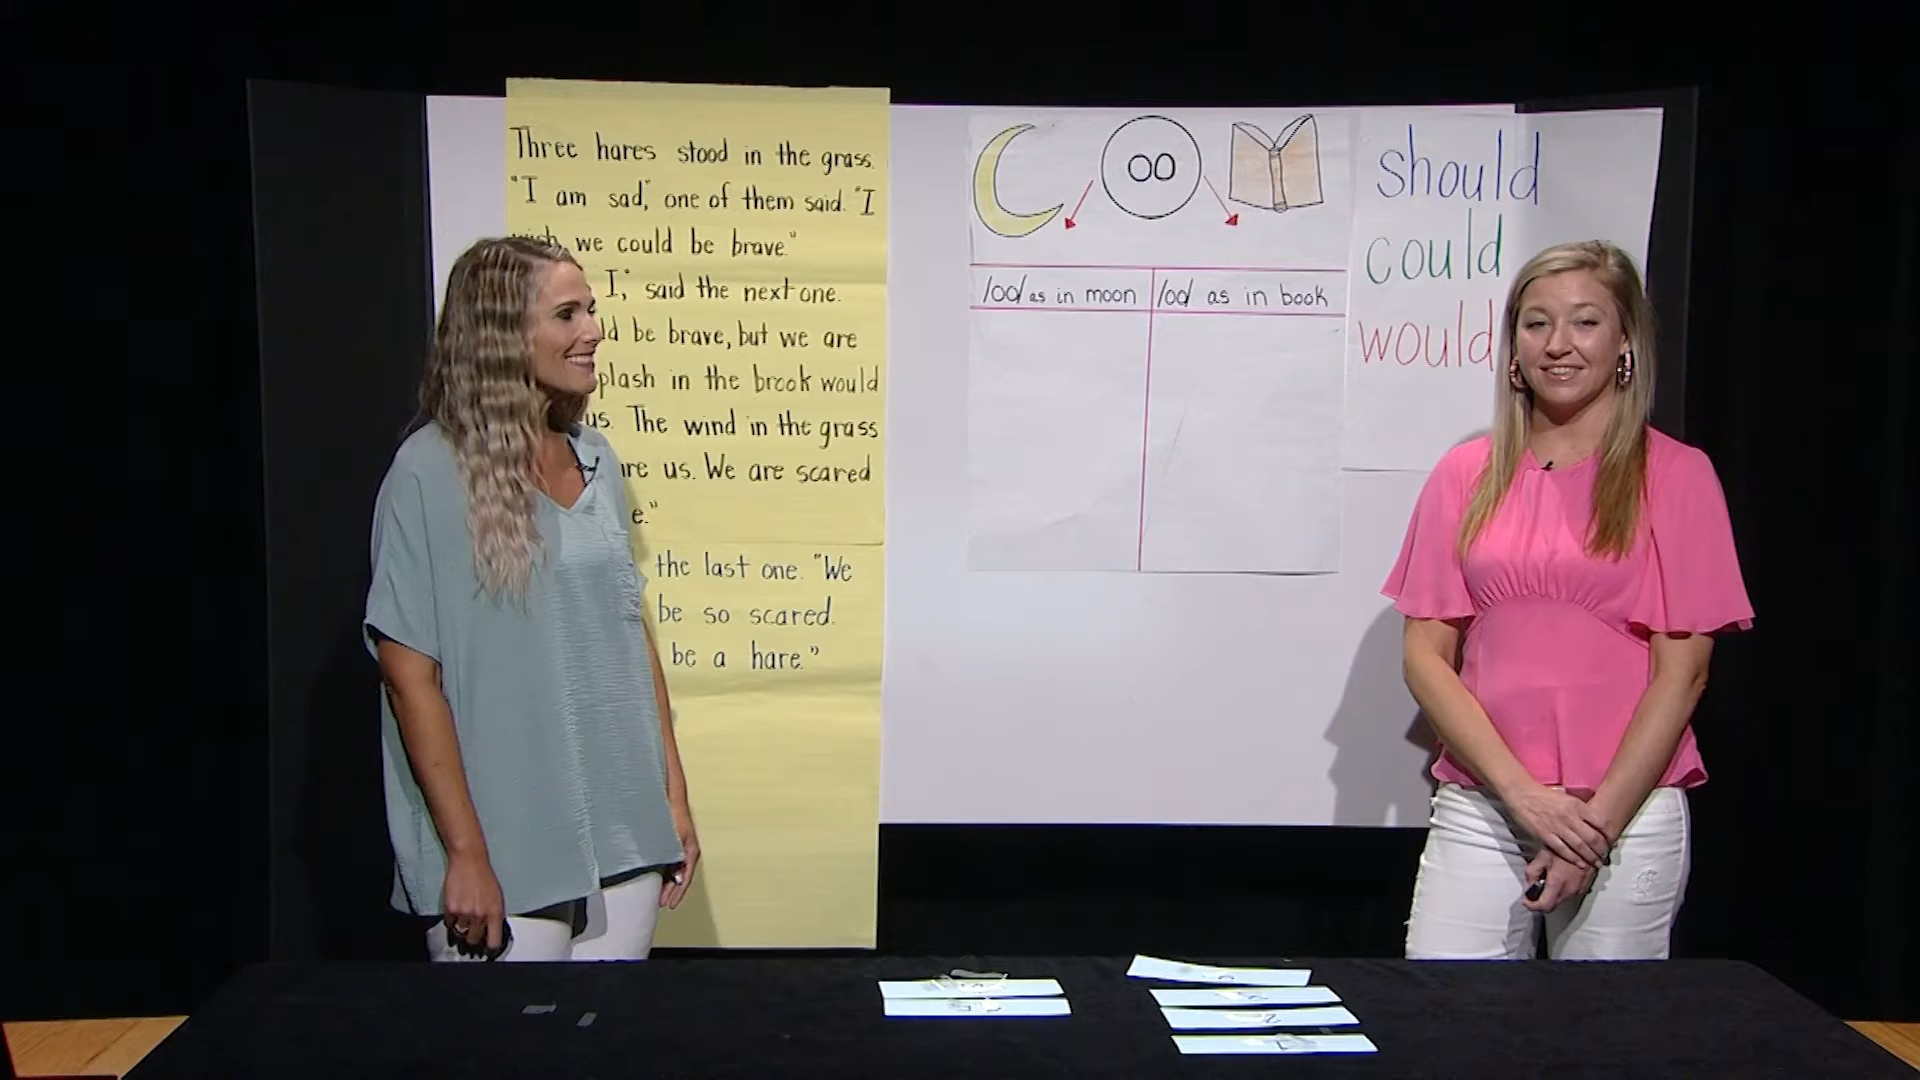 Three hares stood in the grass.
"I am sad," one of them said. "I
wish we could be brave."
I," said the next one.
ld be brave, but we are
plash in the brook would
us. The wind in the grass
are us. We are scared
e."
the last one. "We
be so scared.
be a hare."
oo
/oo/ as in moon
/oo/ as in book
should
could
would